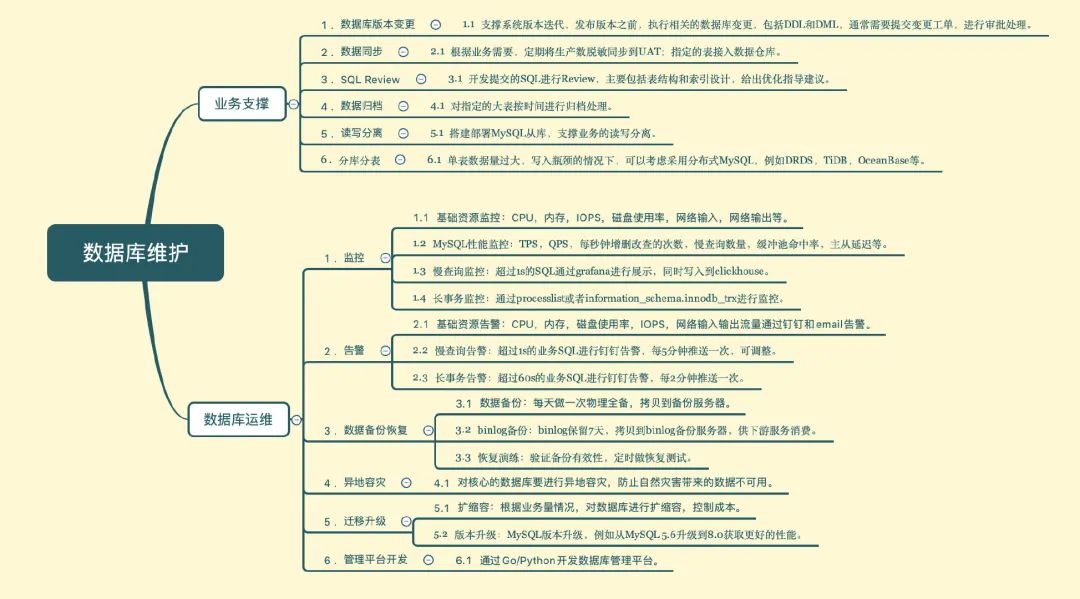 数据库维护
业务支撑
1. 数据库版本变更
1.1 支撑系统版本迭代，发布版本之前，执行相关的数据库变更，包括DDL和DML，通常需要提交变更工单，进行审批处理。
2. 数据同步
2.1 根据业务需要，定期将生产数脱敏同步到UAT；指定的表接入数据仓库。
3. SQL Review
3.1 开发提交的SQL进行Review，主要包括表结构和索引设计，给出优化指导建议。
4. 数据归档
4.1 对指定的大表按时间进行归档处理。
5. 读写分离
5.1 搭建部署MySQL从库，支撑业务的读写分离。
6. 分库分表
6.1 单表数据量过大，写入瓶颈的情况下，可以考虑采用分布式MySQL，例如DRDS，TiDB，OceanBase等。
数据库运维
1. 监控
1.1 基础资源监控：CPU，内存，IOPS，磁盘使用率，网络输入，网络输出等。
1.2 MySQL性能监控：TPS，QPS，每秒钟增删改查的次数，慢查询数量，缓冲池命中率，主从延迟等。
1.3 慢查询监控：超过1s的SQL通过grafana进行展示，同时写入到clickhouse。
1.4 长事务监控：通过processlist或者information_schema.innodb_trx进行监控。
2. 告警
2.1 基础资源告警：CPU，内存，磁盘使用率，IOPS，网络输入输出流量通过钉钉和email告警。
2.2 慢查询告警：超过1s的业务SQL进行钉钉告警，每5分钟推送一次，可调整。
2.3 长事务告警：超过60s的业务SQL进行钉钉告警，每2分钟推送一次。
3. 数据备份恢复
3.1 数据备份：每天做一次物理全备，拷贝到备份服务器。
3.2 binlog备份：binlog保留7天，拷贝到binlog备份服务器，供下游服务消费。
3.3 恢复演练：验证备份有效性，定时做恢复测试。
4. 异地容灾
4.1 对核心的数据库要进行异地容灾，防止自然灾害带来的数据不可用。
5. 迁移升级
5.1 扩缩容：根据业务量情况，对数据库进行扩缩容，控制成本。
5.2 版本升级：MySQL版本升级，例如从MySQL 5.6升级到8.0获取更好的性能。
6. 管理平台开发
6.1 通过Go/Python开发数据库管理平台。